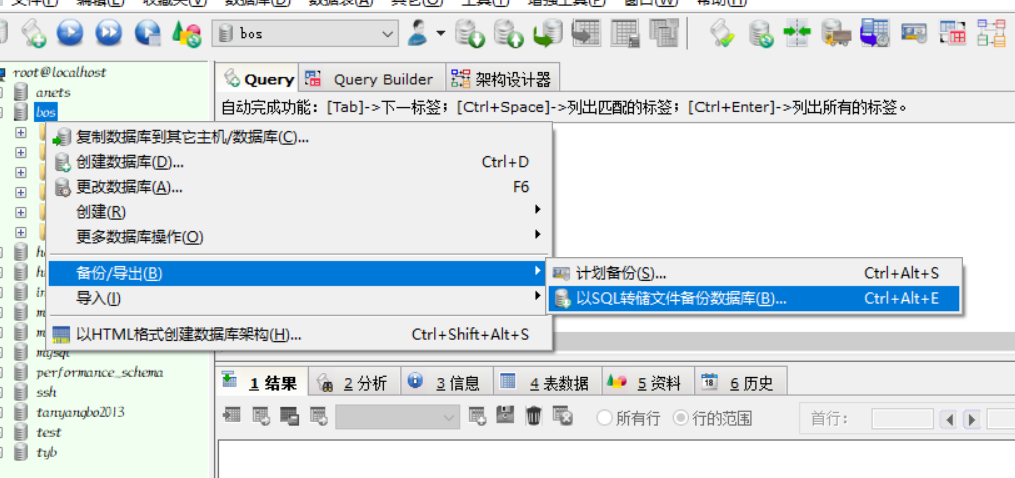 bos
root@localhost
Query Query Builder 架构设计器
anets
自动完成功能: [Tab]->下一标签; [Ctrl+Space]->列出匹配的标签; [Ctrl+Enter]->列出所有的标签。
bos
复制数据库到其它主机/数据库(C)...
创建数据库(D)... Ctrl+D
更改数据库(A)... F6
创建(R)
更多数据库操作(O)
备份/导出(B)
计划备份(S)... Ctrl+Alt+S
导入(I)
以SQL转储文件备份数据库(B)... Ctrl+Alt+E
以HTML格式创建数据库架构(H)... Ctrl+Shift+Alt+S
mysql
performance_schema
1 结果 2 分析 3 信息 4 表数据 5 资料 6 历史
ssh
tanyangbo2013
所有行 行的范围 首行:
test
tyb